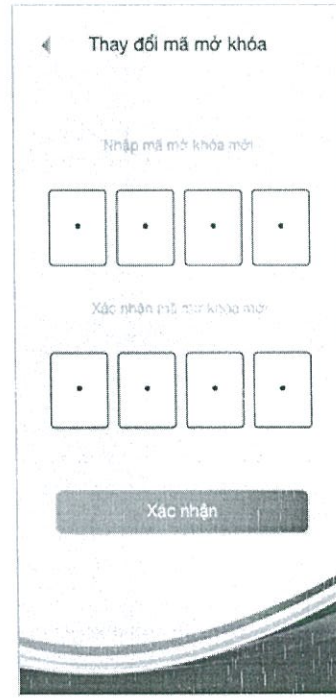 Thay đổi mã mở khóa
Nhập mã mở khóa mới
Xác nhận mã mở khóa mới
Xác nhận